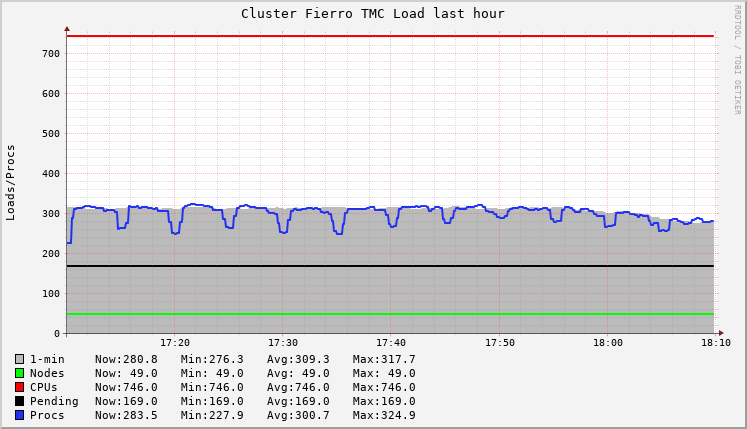 Cluster Fierro TMC Load last hour
RRDTOOL / TOBI OETIKER
Loads/Procs
700
600
500
400
300
200
100
0
17:20 17:30 17:40 17:50 18:00 18:10
1-min Now:280.8 Min:276.3 Avg:309.3 Max:317.7
Nodes Now: 49.0 Min: 49.0 Avg: 49.0 Max: 49.0
CPUs Now:746.0 Min:746.0 Avg:746.0 Max:746.0
Pending Now:169.0 Min:169.0 Avg:169.0 Max:169.0
Procs Now:283.5 Min:227.9 Avg:300.7 Max:324.9